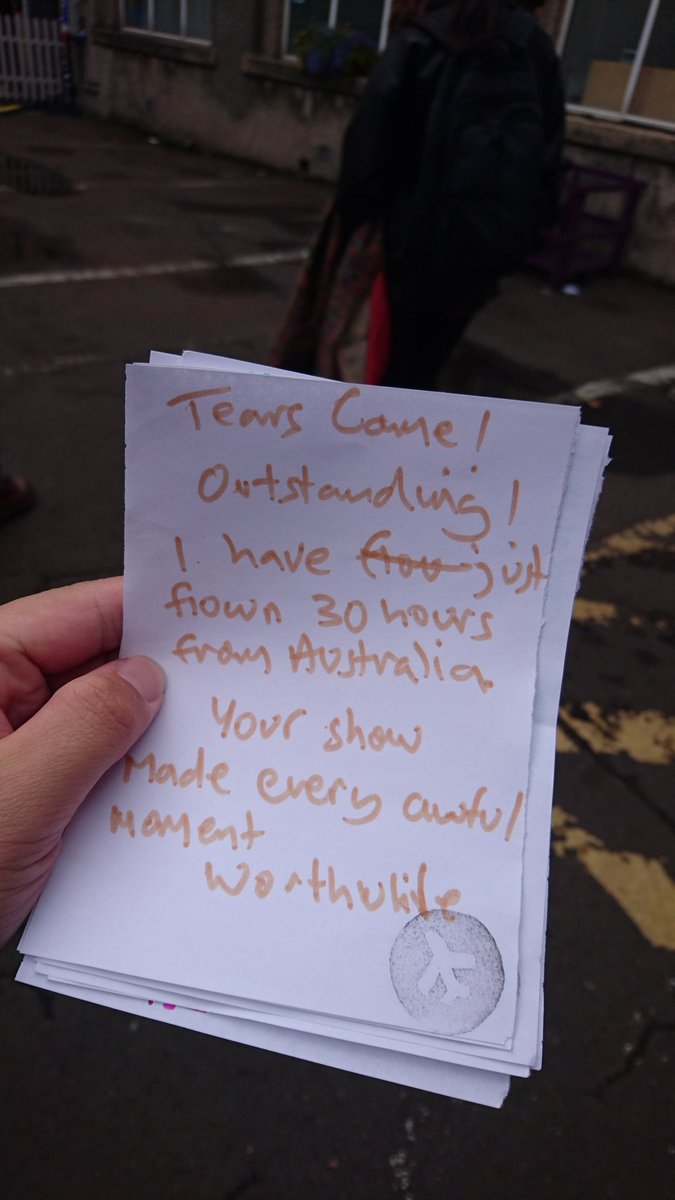 Tears Came!
Outstanding!
I have flow just
flown 30 hours
from Australia.
Your show
Made every awful
Moment
Worthwhile